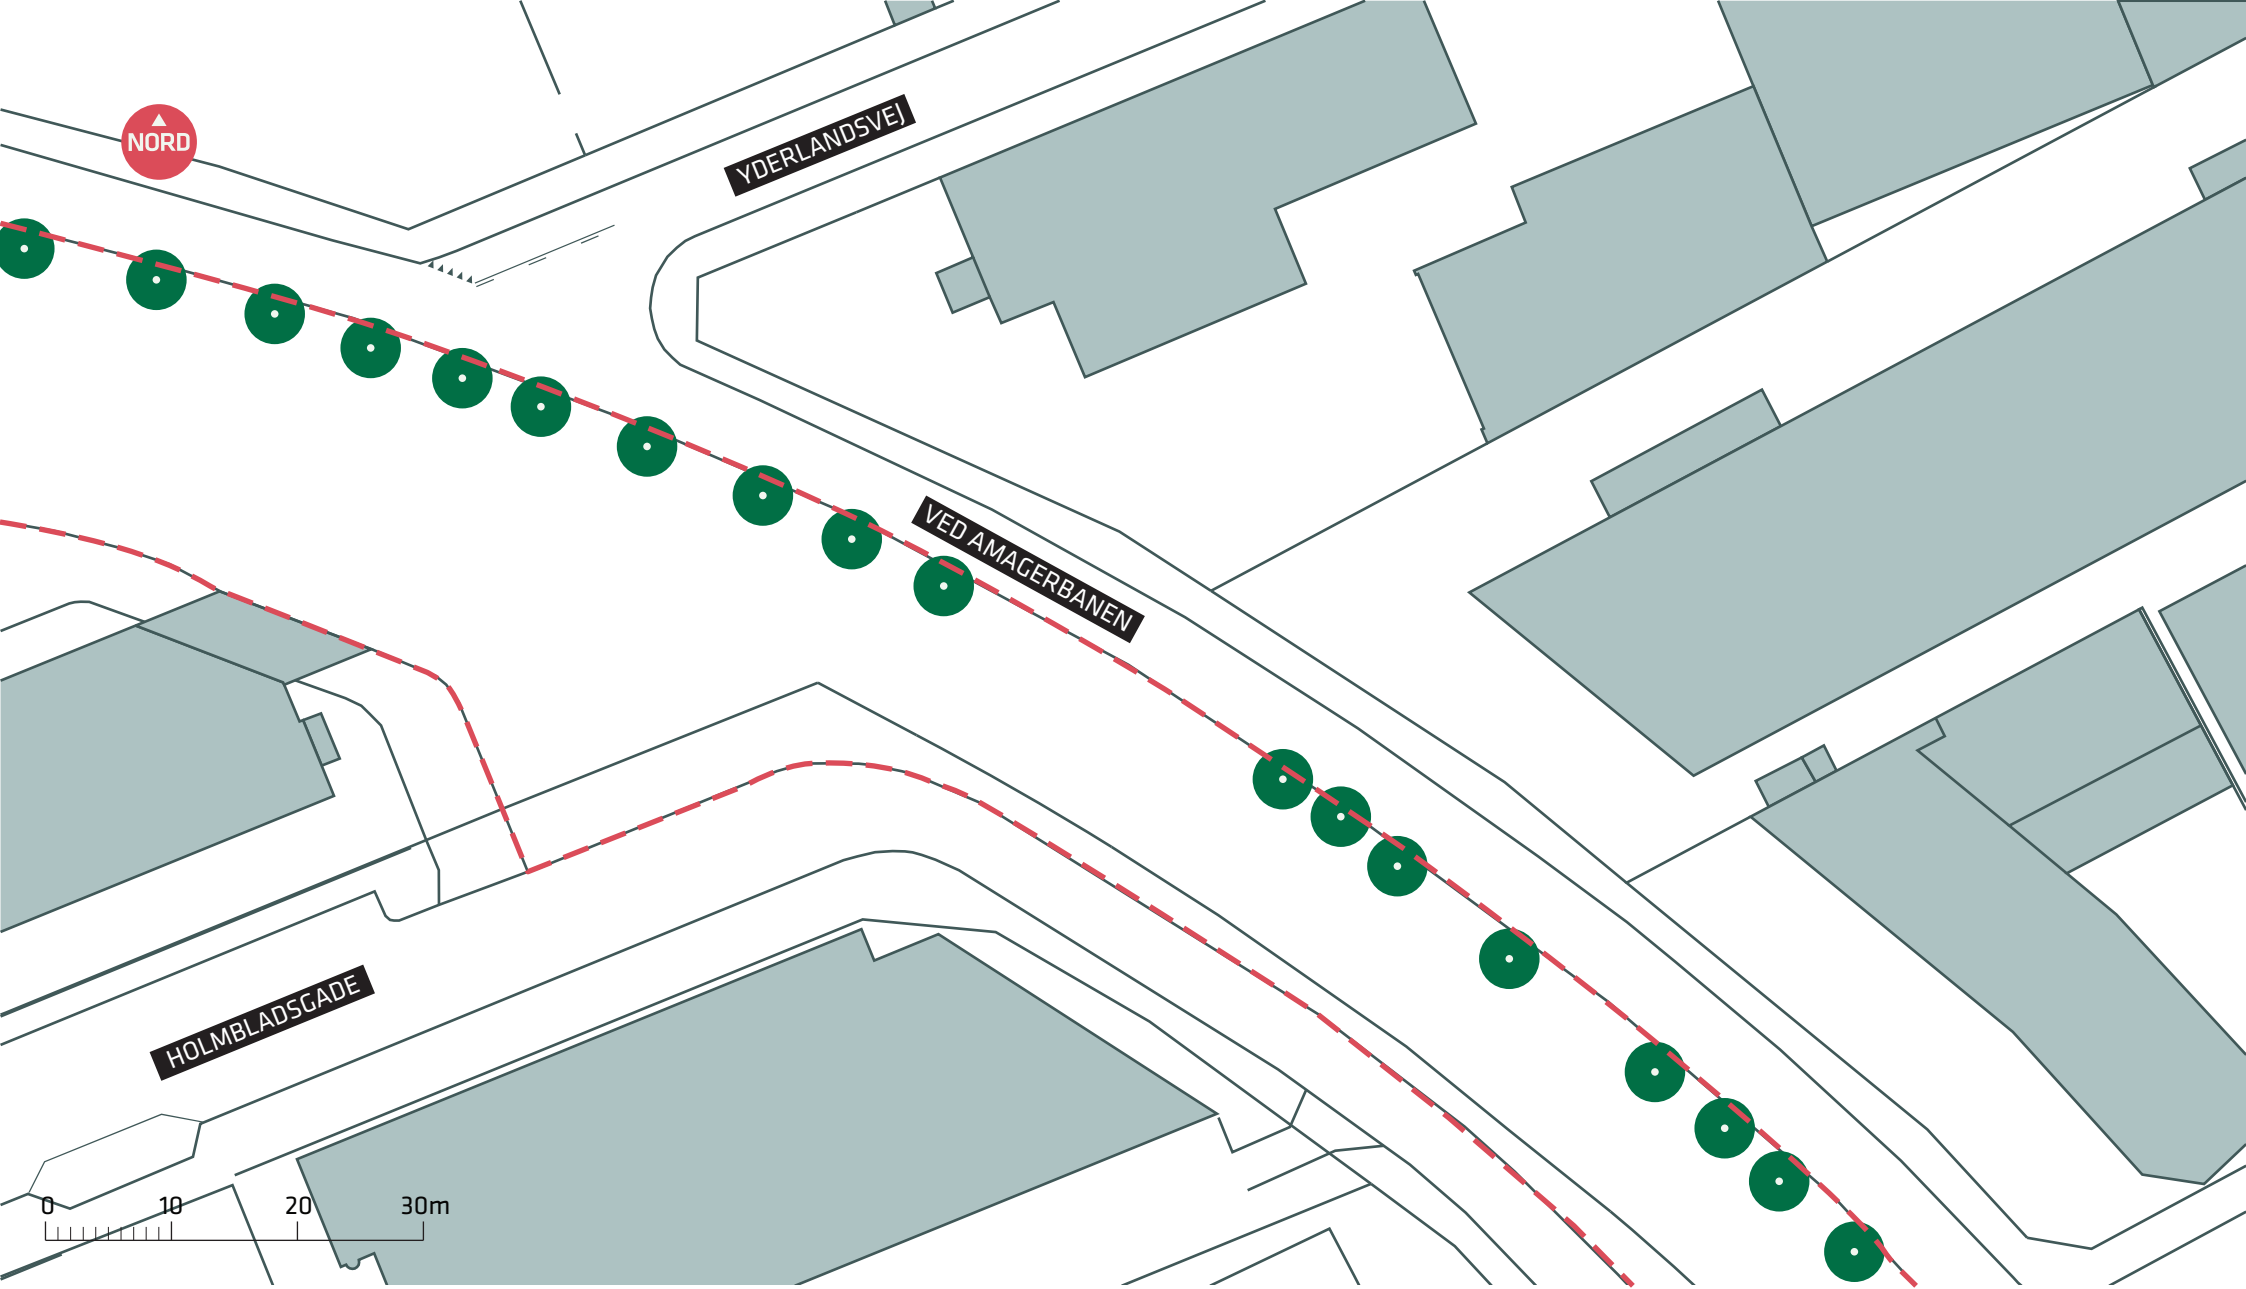 NORD
YDERLANDSVEJ
VED AMAGERBANEN
HOLMBLADSGADE
0 10 20 30m